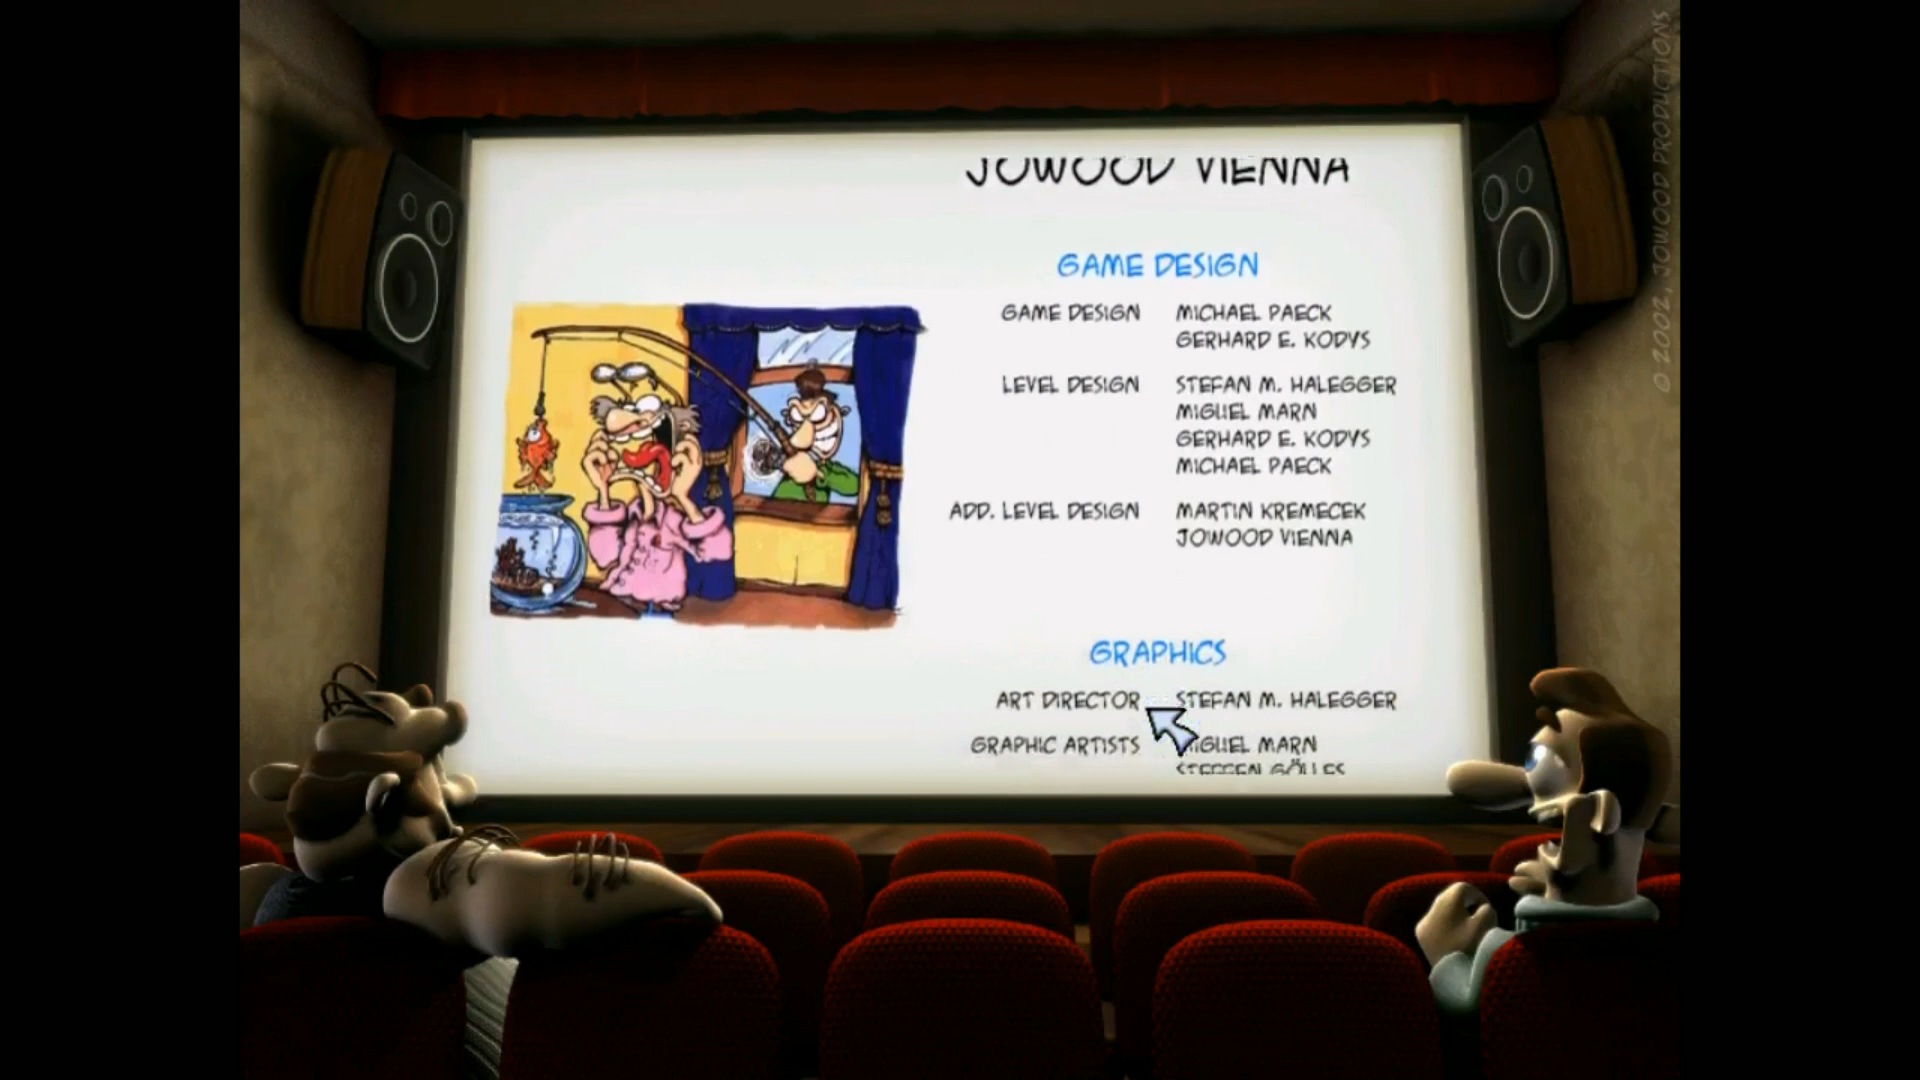 JOWOOD VIENNA
GAME DESIGN
GAME DESIGN MICHAEL PAECK
GERHARD E. KODYS
LEVEL DESIGN STEFAN M. HALEGGER
MIGUEL MARN
GERHARD E. KODYS
MICHAEL PAECK
ADD. LEVEL DESIGN MARTIN KREMECEK
JOWOOD VIENNA
GRAPHICS
ART DIRECTOR STEFAN M. HALEGGER
GRAPHIC ARTISTS MIGUEL MARN
© 2002, JOWOOD PRODUCTIONS